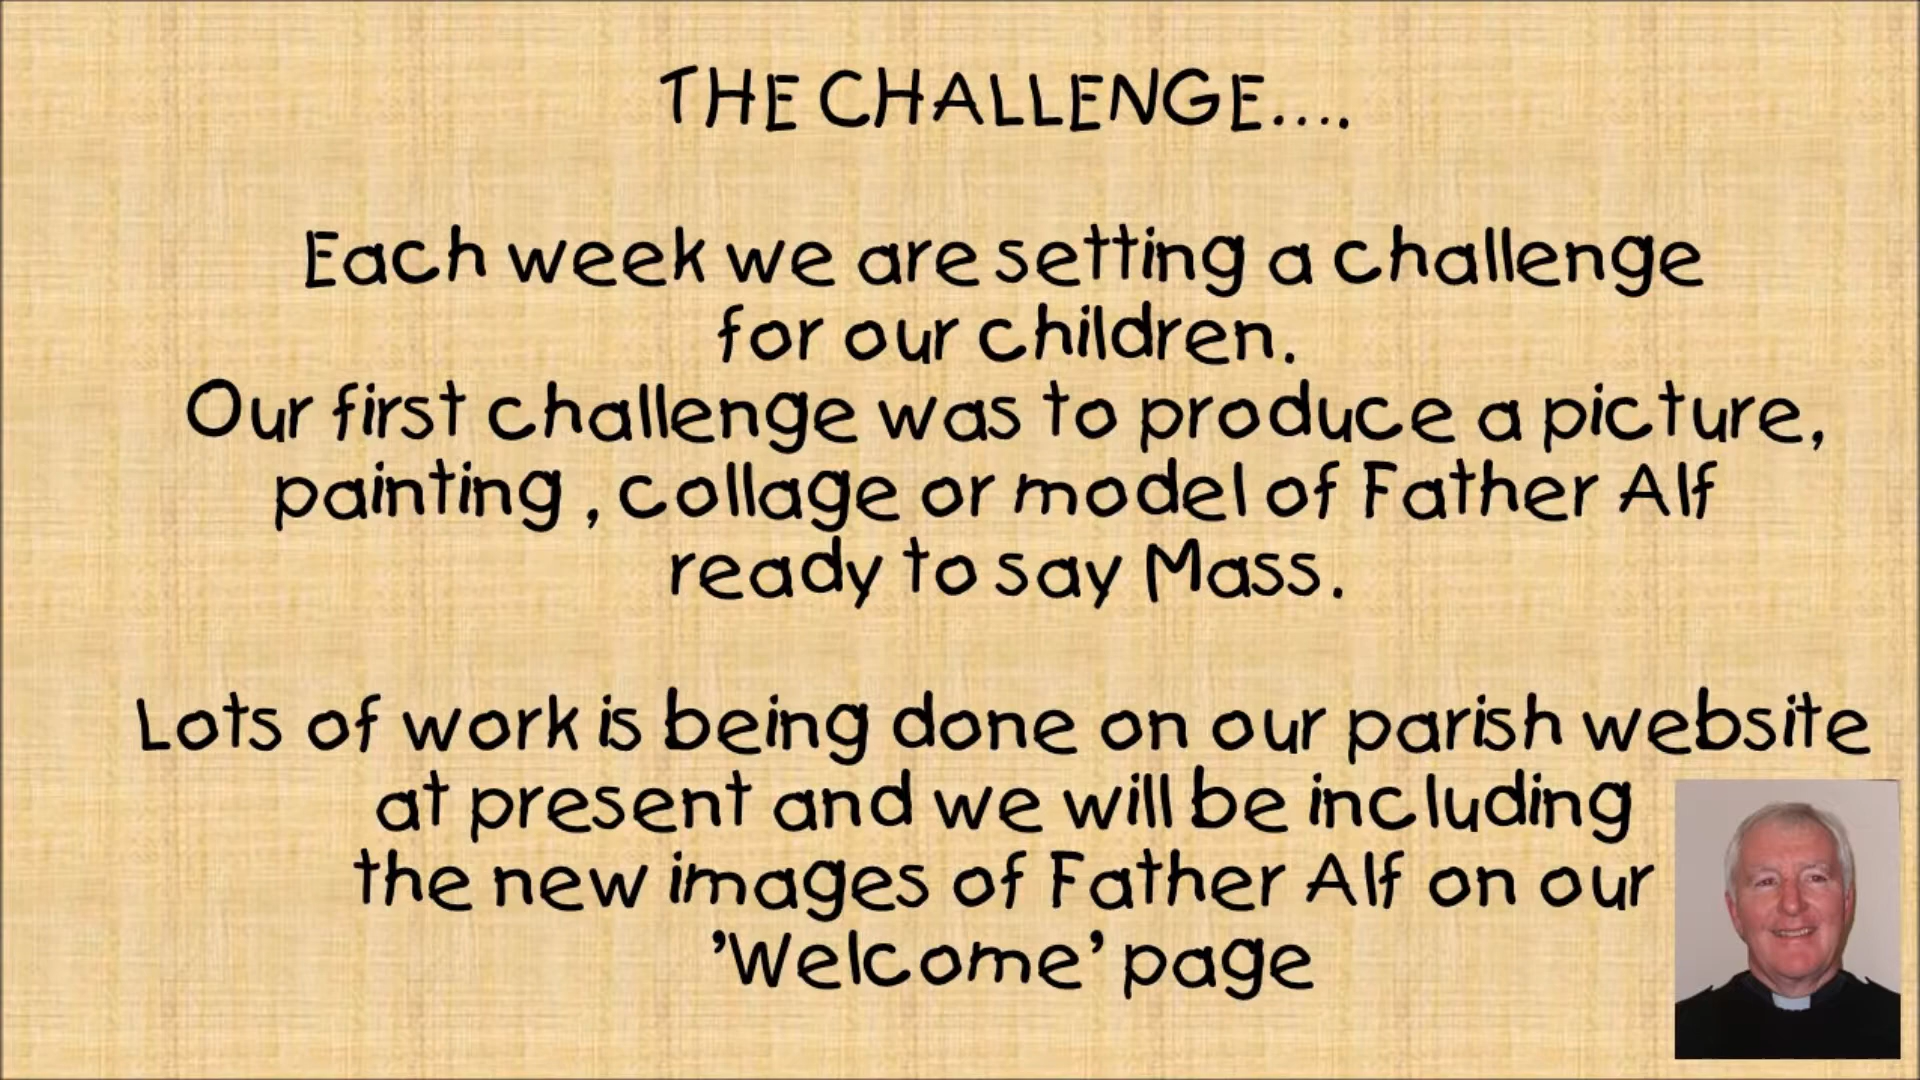 THE CHALLENGE....
Each week we are setting a challenge
for our children.
Our first challenge was to produce a picture,
painting , collage or model of Father Alf
ready to say Mass.
Lots of work is being done on our parish website
at present and we will be including
the new images of Father Alf on our
'Welcome' page